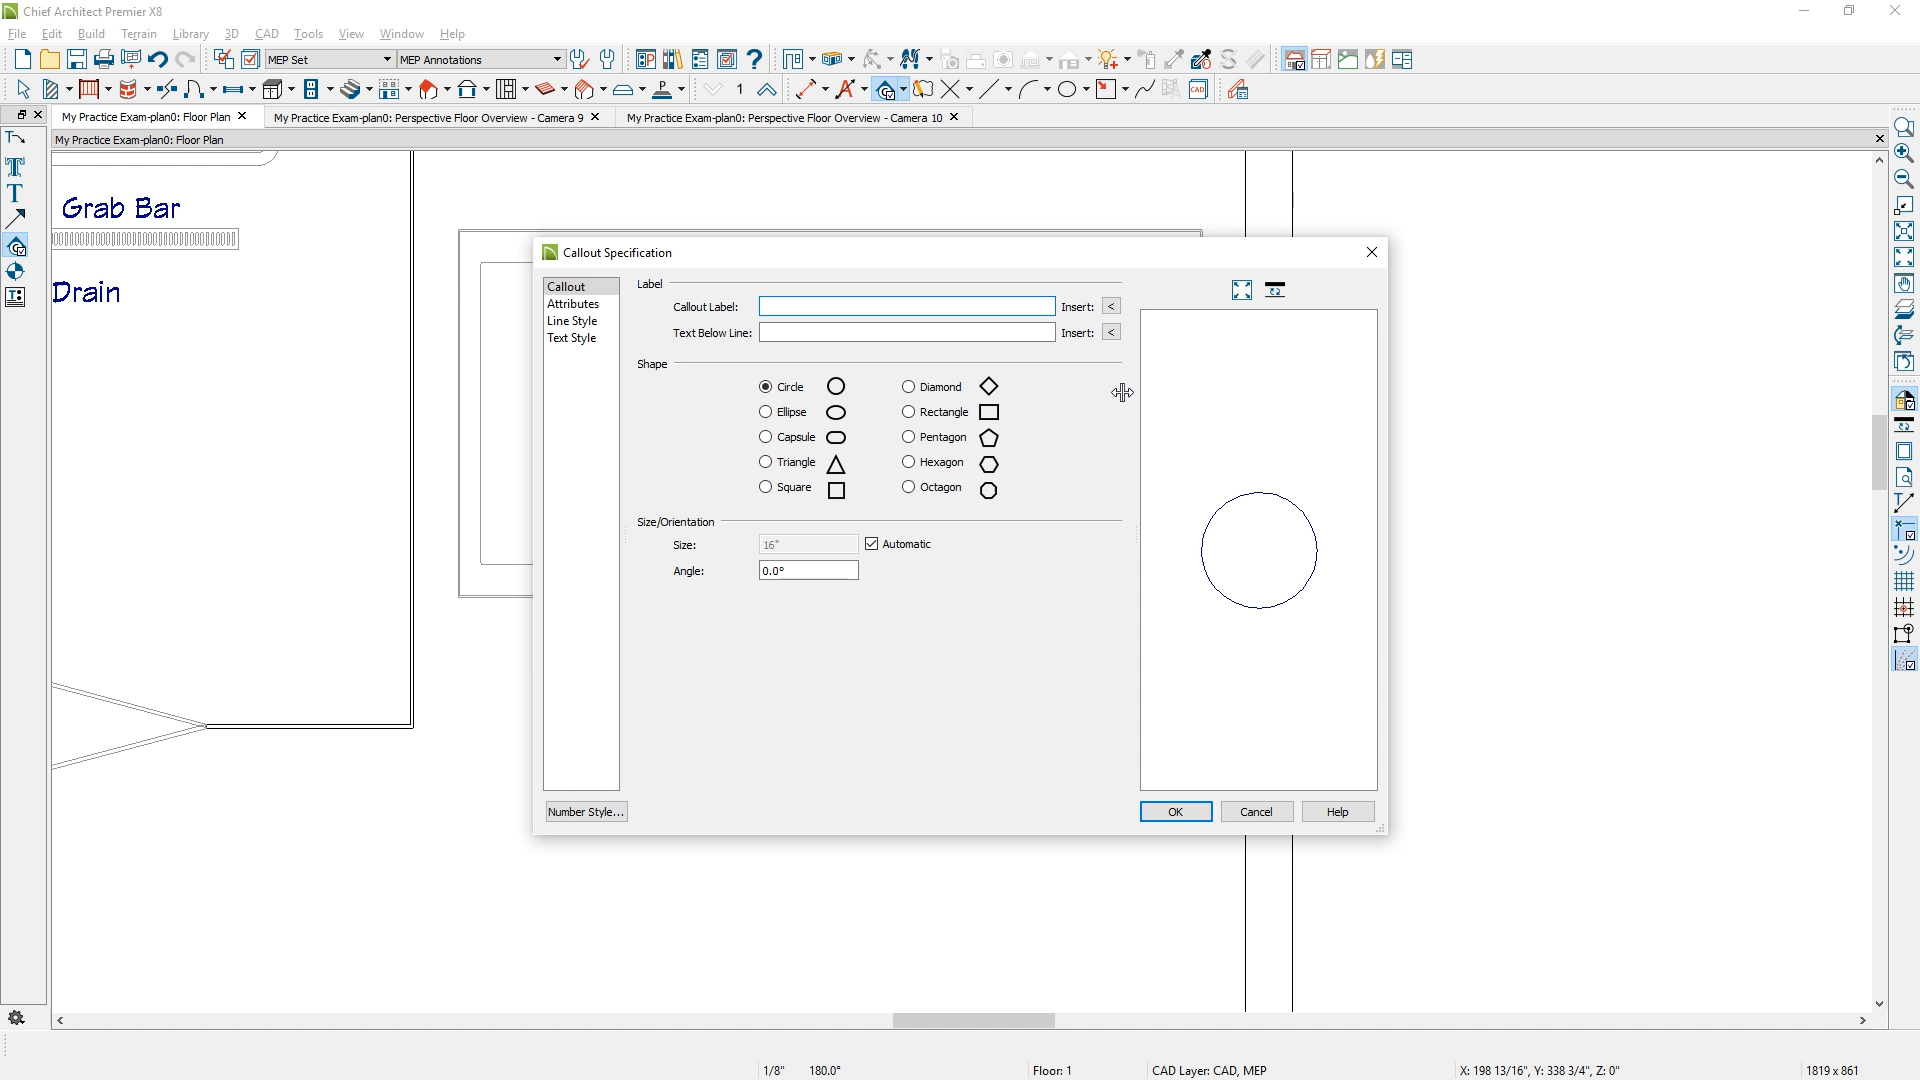 Chief Architect Premier X8
File Edit Build Terrain Library 3D CAD Tools View Window Help
MEP Set MEP Annotations
1 CAD
My Practice Exam-plan0: Floor Plan My Practice Exam-plan0: Perspective Floor Overview - Camera 9 My Practice Exam-plan0: Perspective Floor Overview - Camera 10
My Practice Exam-plan0: Floor Plan
Grab Bar
Drain
Callout Specification
Callout
Attributes
Line Style
Text Style
Label
Callout Label: Insert: <
Text Below Line: Insert: <
Shape
Circle Diamond
Ellipse Rectangle
Capsule Pentagon
Triangle Hexagon
Square Octagon
Size/Orientation
Size: 16" Automatic
Angle: 0.0°
Number Style... OK Cancel Help
1/8" 180.0° Floor: 1 CAD Layer: CAD, MEP X: 198 13/16", Y: 338 3/4", Z: 0" 1819 x 861